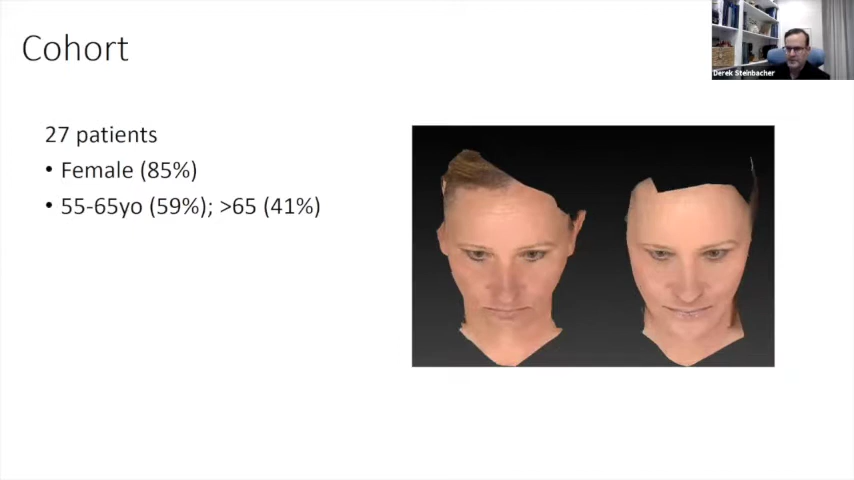 Cohort
Derek Steinbacher
27 patients
• Female (85%)
• 55-65yo (59%); >65 (41%)